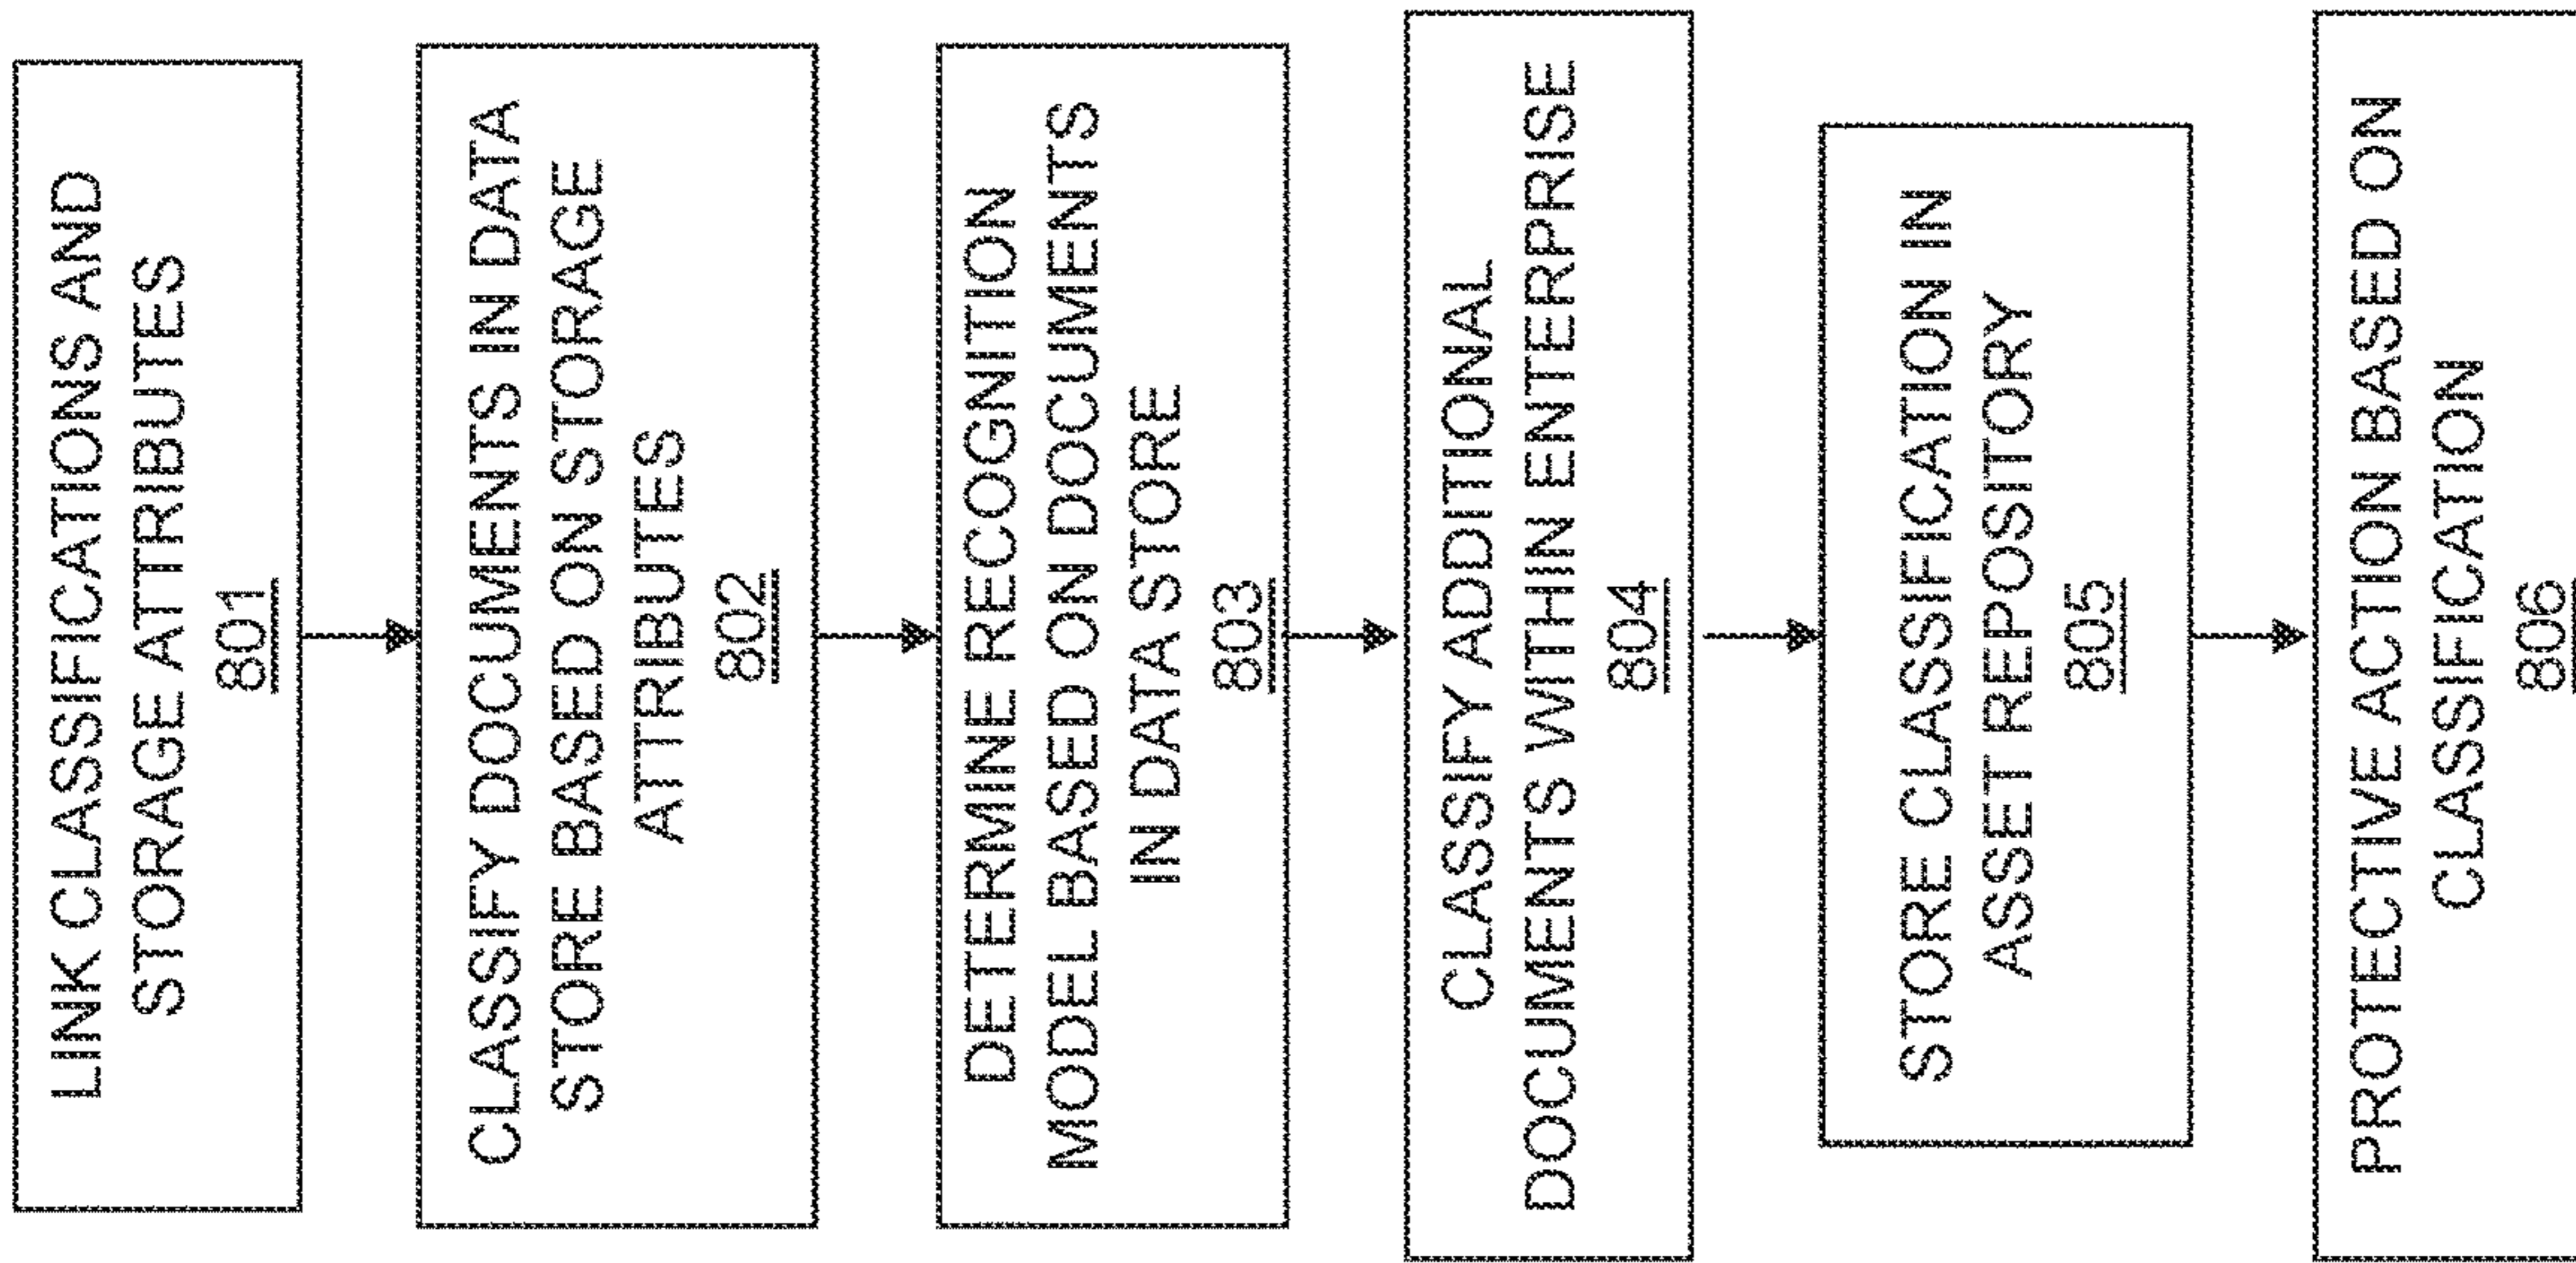 LINK CLASSIFICATIONS AND
STORAGE ATTRIBUTES
801
CLASSIFY DOCUMENTS IN DATA
STORE BASED ON STORAGE
ATTRIBUTES
802
DETERMINE RECOGNITION
MODEL BASED ON DOCUMENTS
IN DATA STORE
803
CLASSIFY ADDITIONAL
DOCUMENTS WITHIN ENTERPRISE
804
STORE CLASSIFICATION IN
ASSET REPOSITORY
805
PROTECTIVE ACTION BASED ON
CLASSIFICATION
806